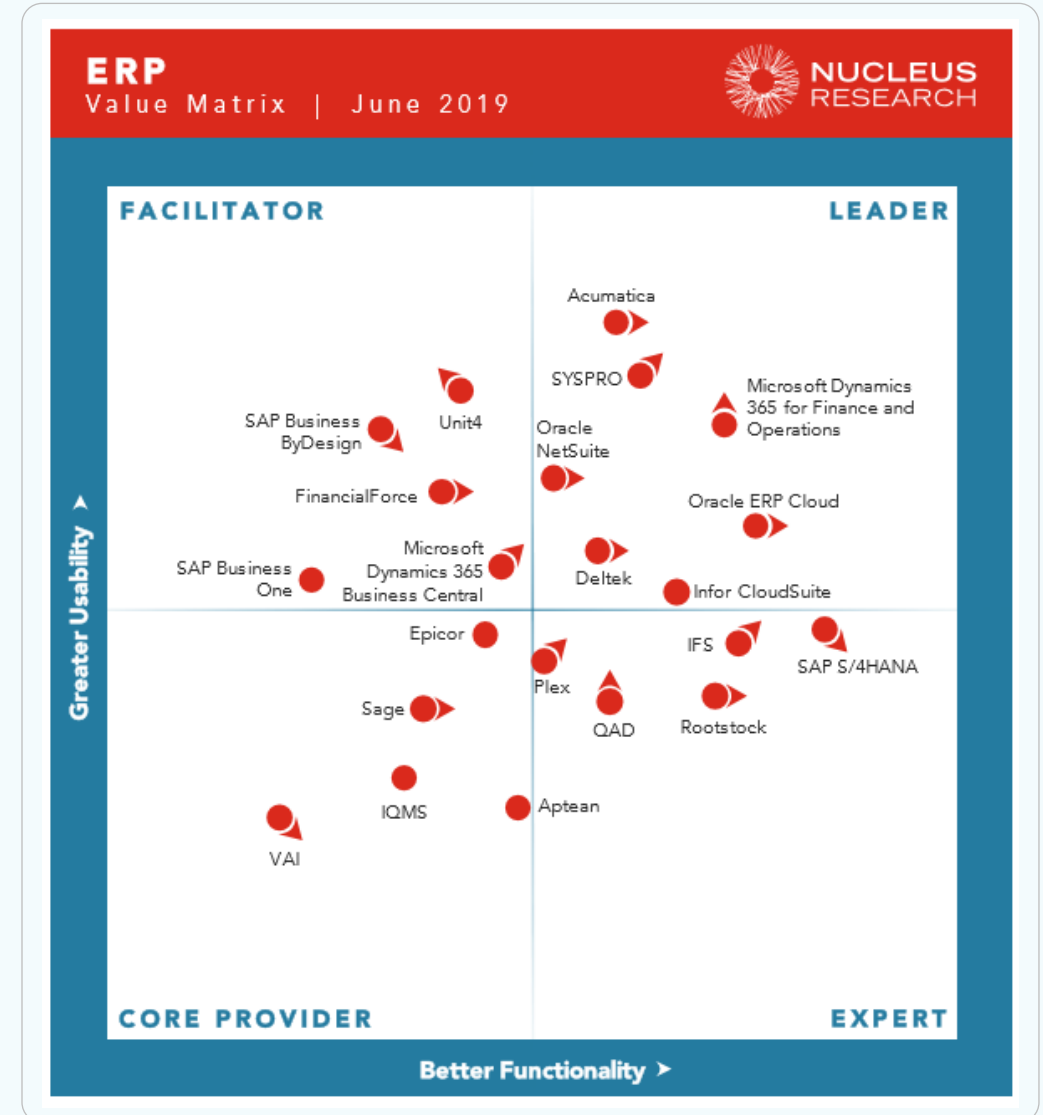 ERP
Value Matrix | June 2019
NUCLEUS
RESEARCH
FACILITATOR
LEADER
Acumatica
SYSPRO
Microsoft Dynamics
365 for Finance and
Operations
Unit4
SAP Business
ByDesign
Oracle
NetSuite
FinancialForce
Oracle ERP Cloud
Microsoft
Dynamics 365
Business Central
SAP Business
One
Deltek
Infor CloudSuite
Epicor
IFS
SAP S/4HANA
Plex
Sage
QAD
Rootstock
IQMS
Aptean
VAI
Greater Usability
CORE PROVIDER
EXPERT
Better Functionality